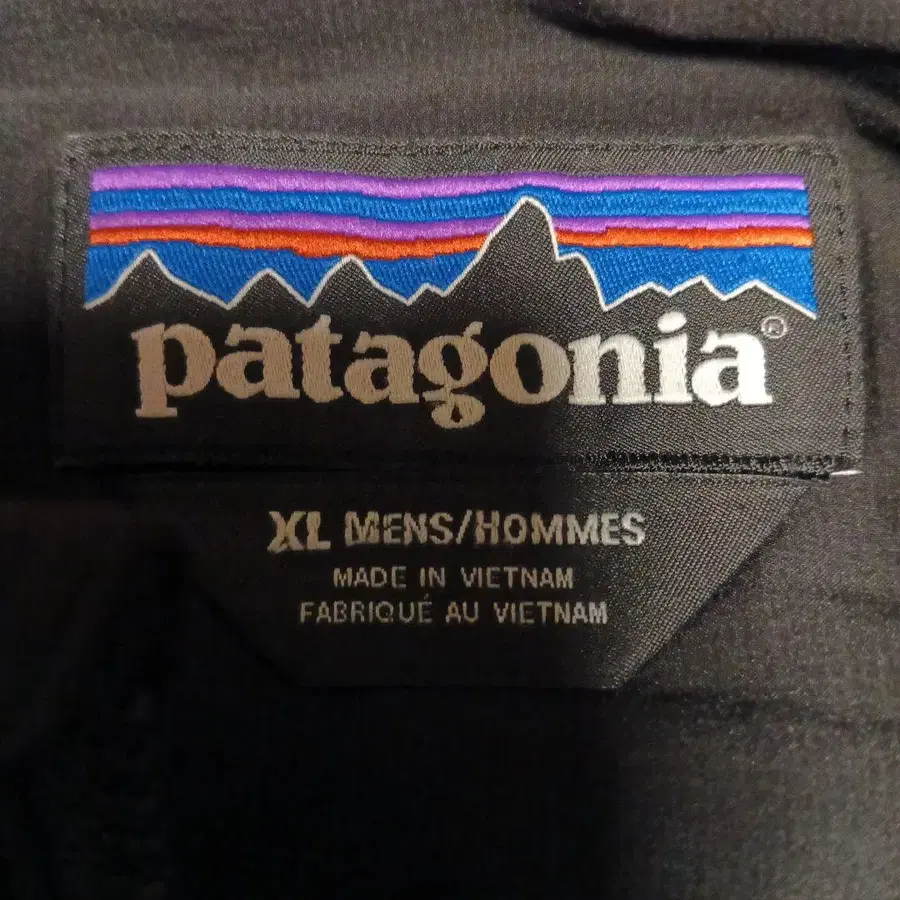 patagonia®
XL MENS/HOMMES
MADE IN VIETNAM
FABRIQUÉ AU VIETNAM